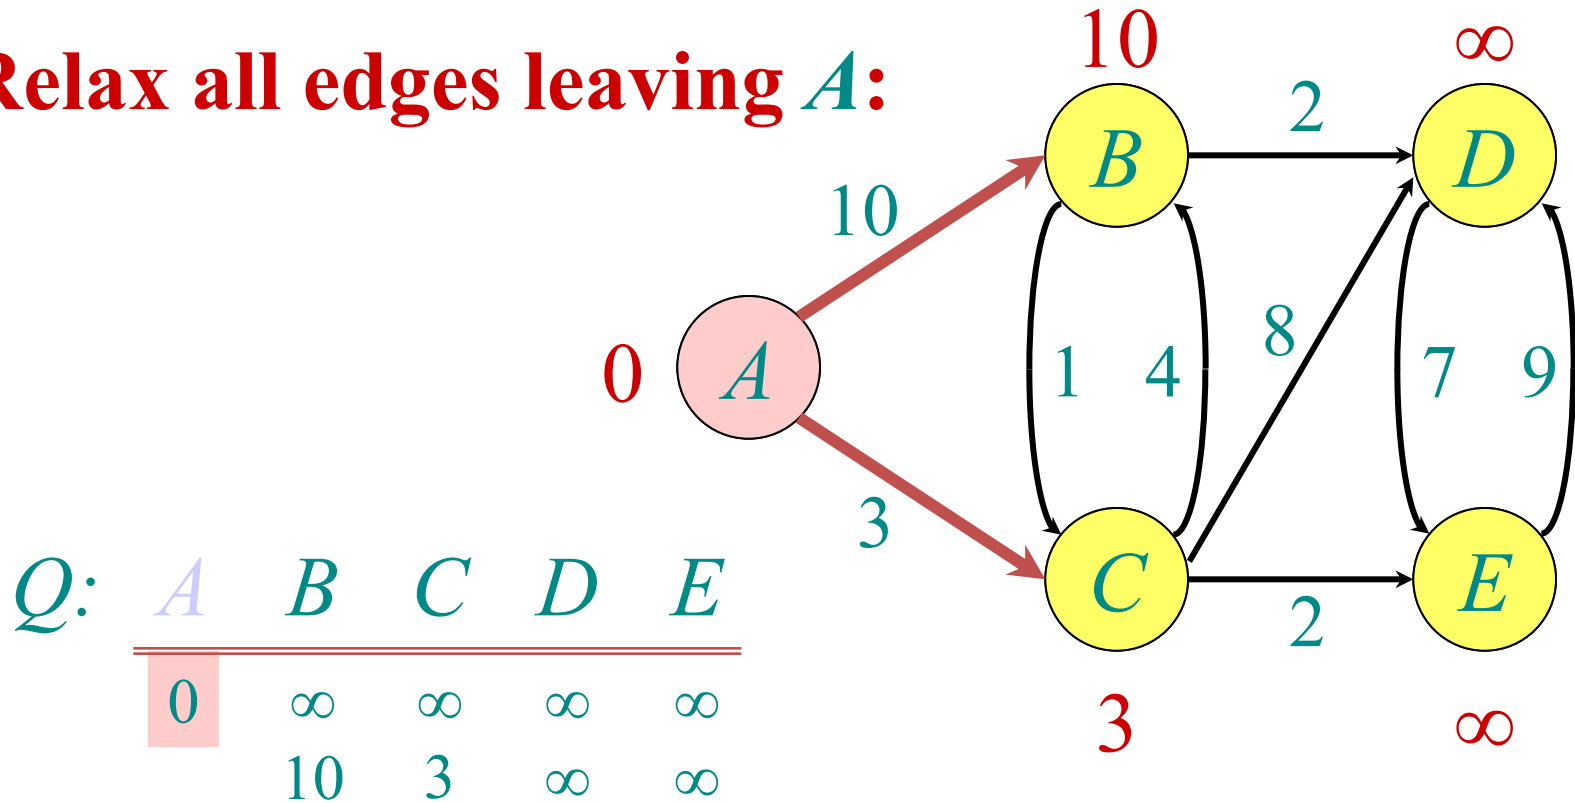 Relax all edges leaving A:
10
∞
2
B
D
10
8
0
A
1
4
7
9
3
C
E
2
3
∞
Q: A B C D E
0 ∞ ∞ ∞ ∞
10 3 ∞ ∞